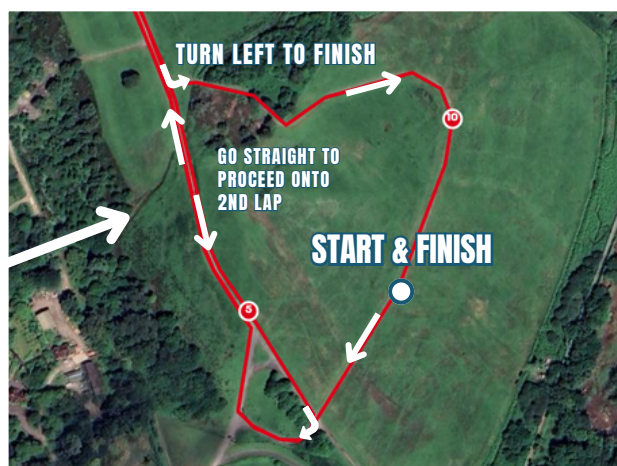 TURN LEFT TO FINISH
10
GO STRAIGHT TO
PROCEED ONTO
2ND LAP
START & FINISH
5